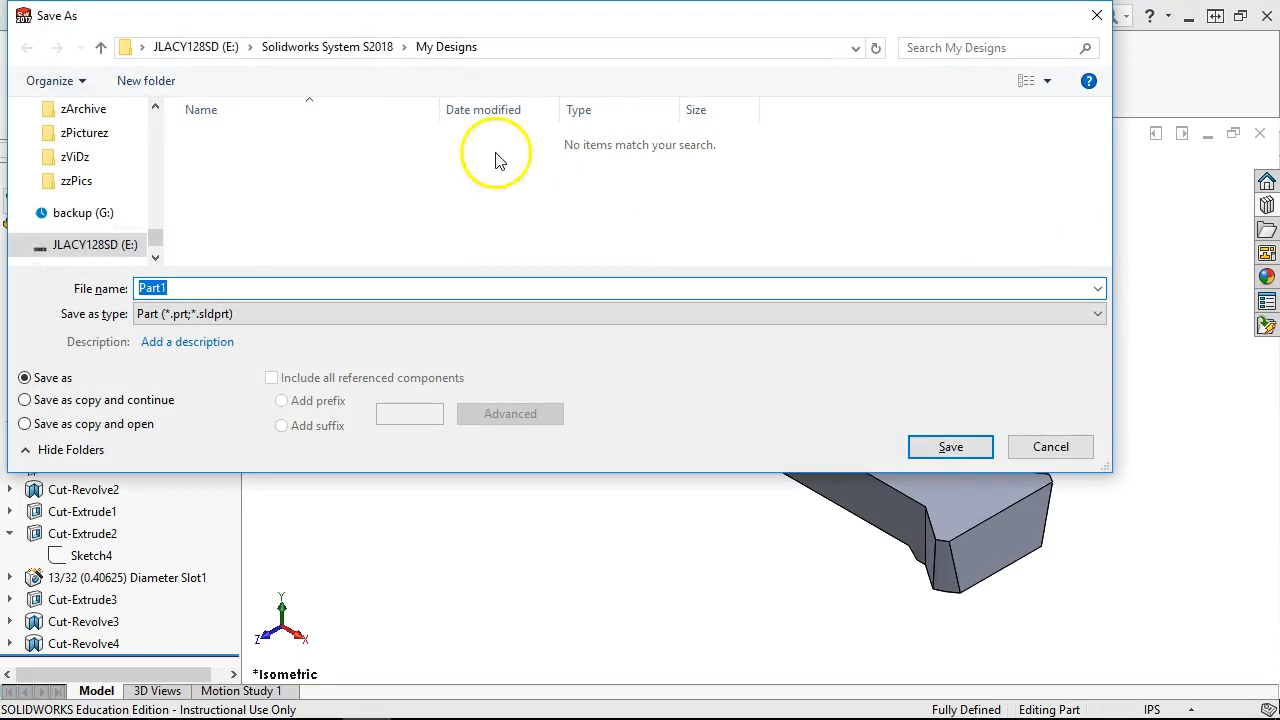 Save As
JLACY128SD (E:) > Solidworks System S2018 > My Designs
Search My Designs
Organize
New folder
Name
Date modified
Type
Size
zArchive
zPicturez
zViDz
zzPics
backup (G:)
JLACY128SD (E:)
No items match your search.
File name:
Part1
Save as type:
Part (*.prt;*.sldprt)
Description:
Add a description
Save as
Save as copy and continue
Save as copy and open
Include all referenced components
Add prefix
Add suffix
Advanced
Hide Folders
Save
Cancel
Cut-Revolve2
Cut-Extrude1
Cut-Extrude2
Sketch4
13/32 (0.40625) Diameter Slot1
Cut-Extrude3
Cut-Revolve3
Cut-Revolve4
Y
Z
X
*Isometric
Model
3D Views
Motion Study 1
SOLIDWORKS Education Edition - Instructional Use Only
Fully Defined
Editing Part
IPS